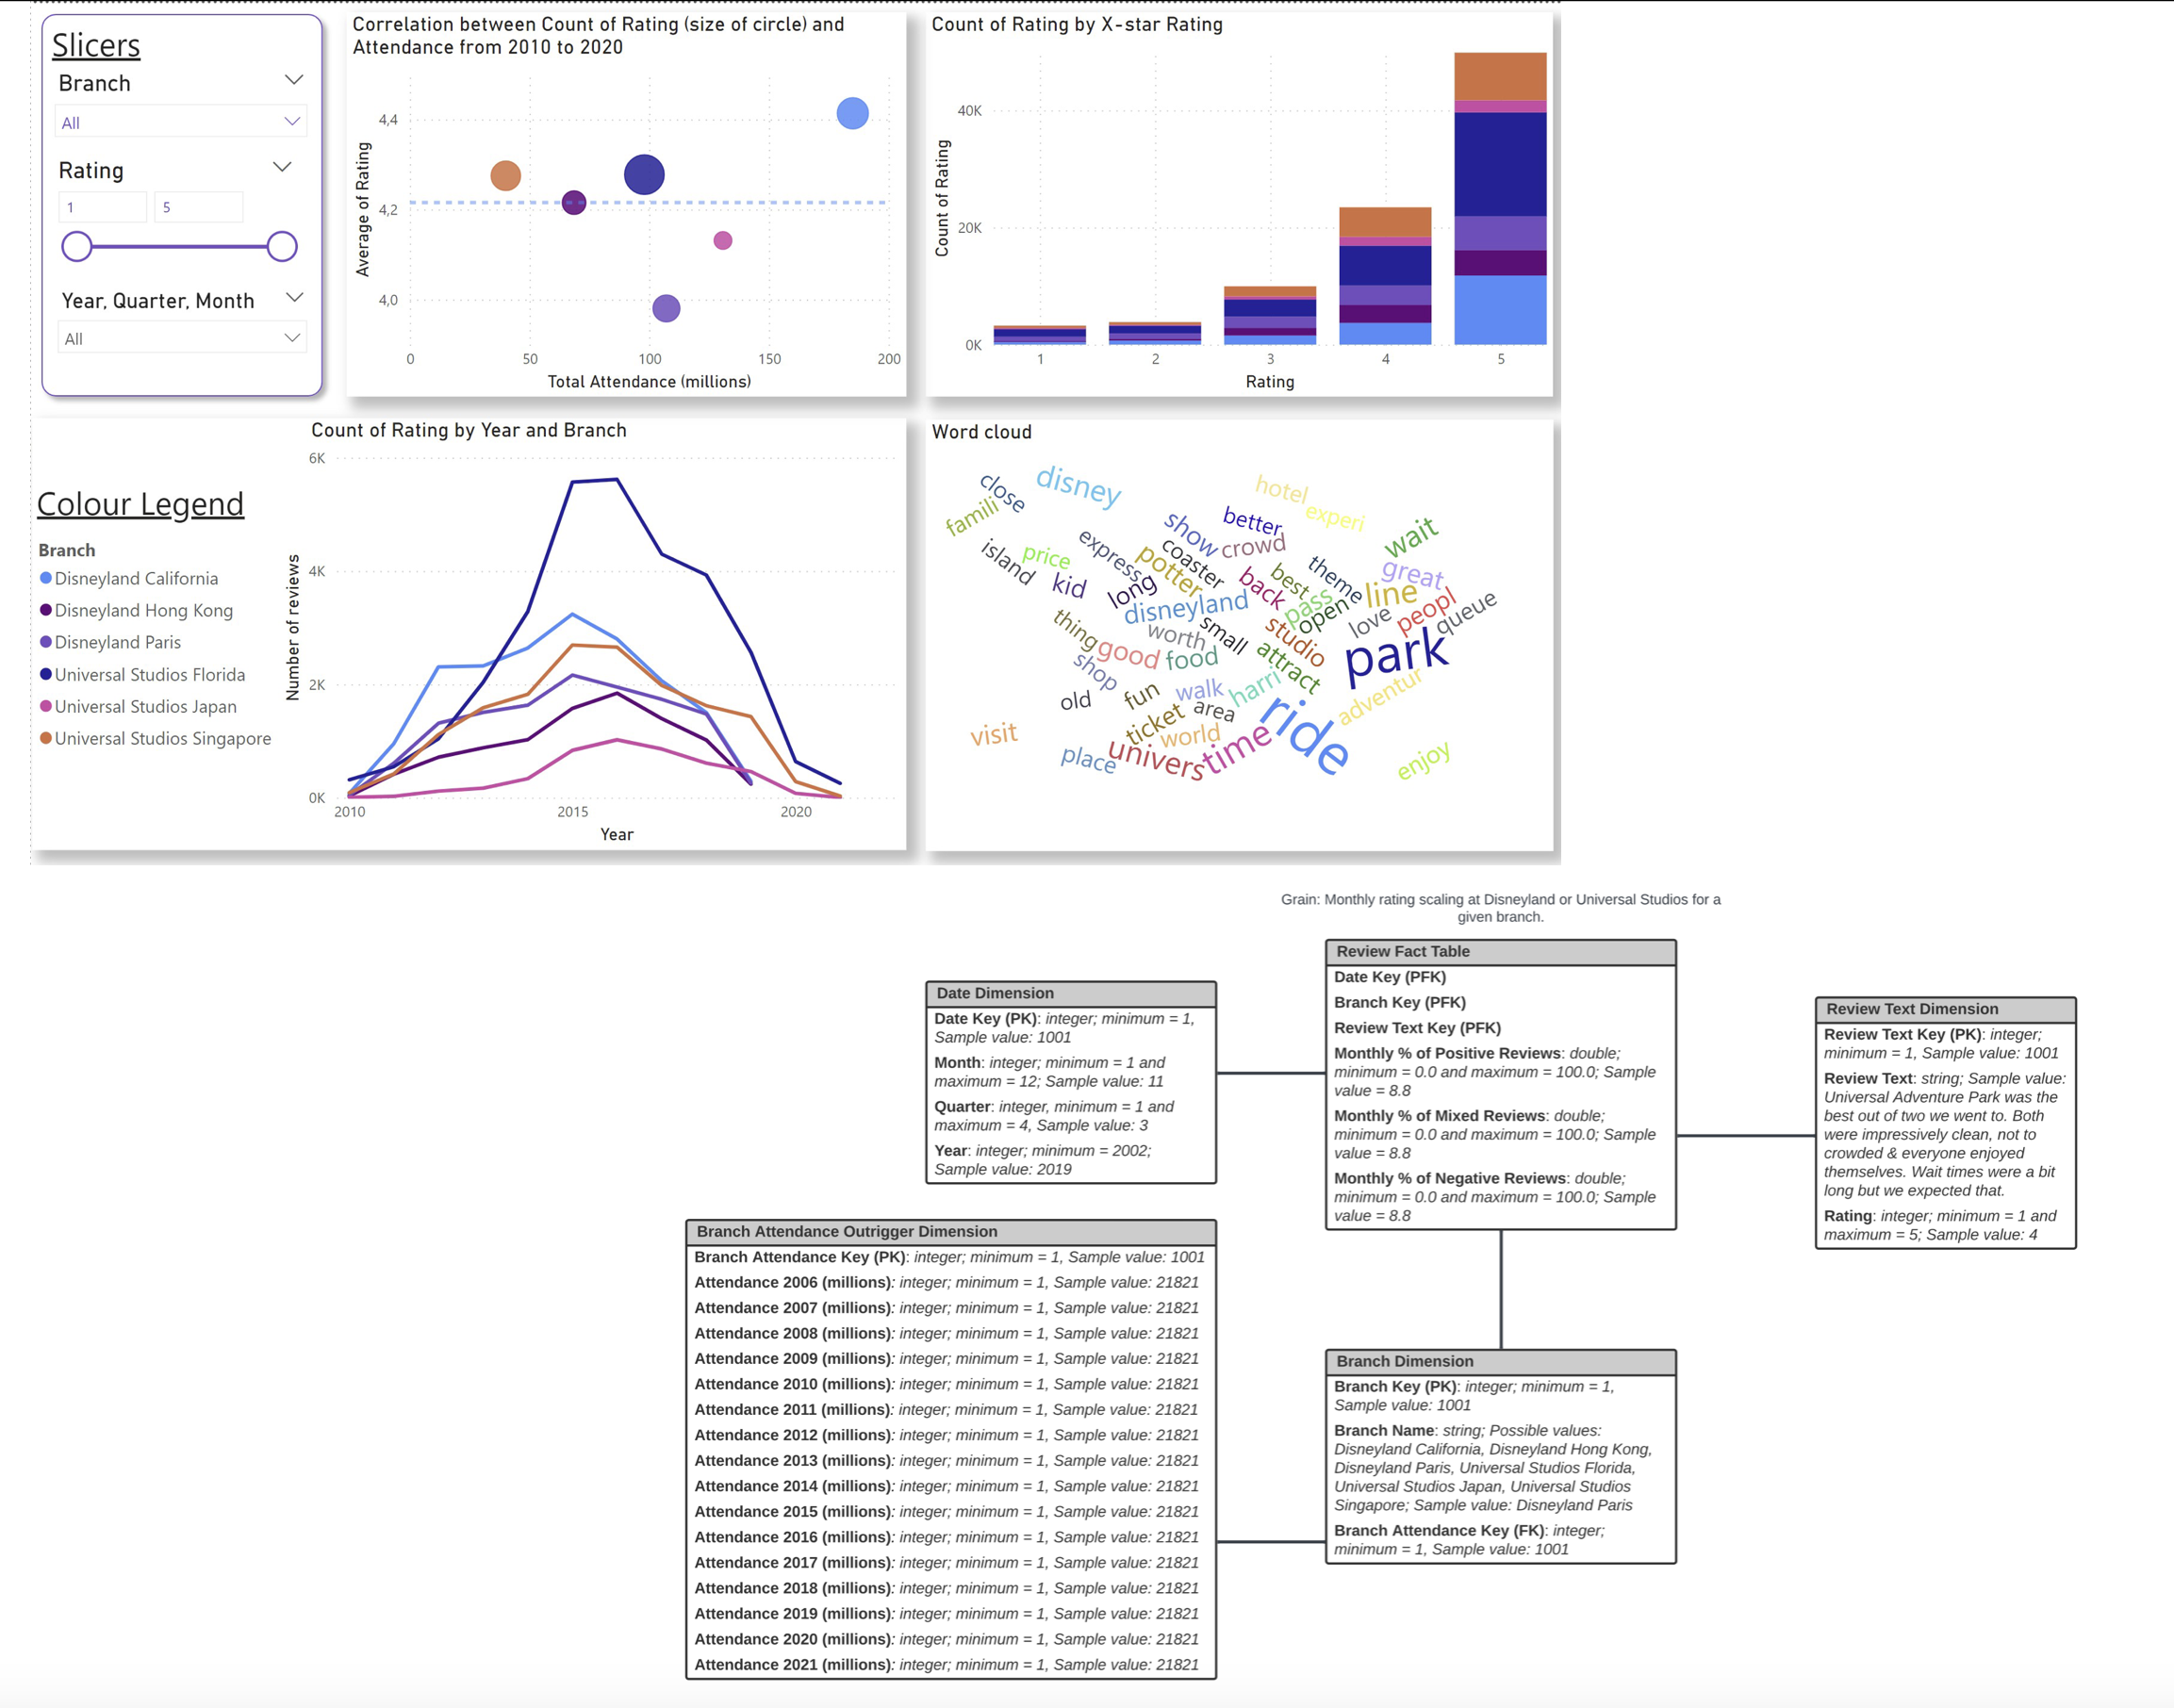 Slicers
Branch
All
Rating
1
5
Year, Quarter, Month
All
Correlation between Count of Rating (size of circle) and
Attendance from 2010 to 2020
Average of Rating
4,4
4,2
4,0
0
50
100
150
200
Total Attendance (millions)
Count of Rating by X-star Rating
Count of Rating
40K
20K
0K
1
2
3
4
5
Rating
Colour Legend
Branch
Disneyland California
Disneyland Hong Kong
Disneyland Paris
Universal Studios Florida
Universal Studios Japan
Universal Studios Singapore
Count of Rating by Year and Branch
Number of reviews
6K
4K
2K
0K
2010
2015
2020
Year
Word cloud
disney
close
famili
hotel
experi
better
show
crowd
wait
express
coaster
potter
island
price
kid
g
long
best
theme
back
great
pass
line
open
love
peopl
queue
disneyland
thing
worth
small
studio
good
food
attract
park
shop
old
fun
walk
harri
adventur
area
ticket
ride
visit
world
time
place
univers
enjoy
Grain: Monthly rating scaling at Disneyland or Universal Studios for a
given branch.
Date Dimension
Date Key (PK): integer; minimum = 1,
Sample value: 1001
Month: integer; minimum = 1 and
maximum = 12; Sample value: 11
Quarter: integer, minimum = 1 and
maximum = 4, Sample value: 3
Year: integer; minimum = 2002;
Sample value: 2019
Review Fact Table
Date Key (PFK)
Branch Key (PFK)
Review Text Key (PFK)
Monthly % of Positive Reviews: double;
minimum = 0.0 and maximum = 100.0; Sample
value = 8.8
Monthly % of Mixed Reviews: double;
minimum = 0.0 and maximum = 100.0; Sample
value = 8.8
Monthly % of Negative Reviews: double;
minimum = 0.0 and maximum = 100.0; Sample
value = 8.8
Review Text Dimension
Review Text Key (PK): integer;
minimum = 1, Sample value: 1001
Review Text: string; Sample value:
Universal Adventure Park was the
best out of two we went to. Both
were impressively clean, not to
crowded & everyone enjoyed
themselves. Wait times were a bit
long but we expected that.
Rating: integer; minimum = 1 and
maximum = 5; Sample value: 4
Branch Attendance Outrigger Dimension
Branch Attendance Key (PK): integer; minimum = 1, Sample value: 1001
Attendance 2006 (millions): integer; minimum = 1, Sample value: 21821
Attendance 2007 (millions): integer; minimum = 1, Sample value: 21821
Attendance 2008 (millions): integer; minimum = 1, Sample value: 21821
Attendance 2009 (millions): integer; minimum = 1, Sample value: 21821
Attendance 2010 (millions): integer; minimum = 1, Sample value: 21821
Attendance 2011 (millions): integer; minimum = 1, Sample value: 21821
Attendance 2012 (millions): integer; minimum = 1, Sample value: 21821
Attendance 2013 (millions): integer; minimum = 1, Sample value: 21821
Attendance 2014 (millions): integer; minimum = 1, Sample value: 21821
Attendance 2015 (millions): integer; minimum = 1, Sample value: 21821
Attendance 2016 (millions): integer; minimum = 1, Sample value: 21821
Attendance 2017 (millions): integer; minimum = 1, Sample value: 21821
Attendance 2018 (millions): integer; minimum = 1, Sample value: 21821
Attendance 2019 (millions): integer; minimum = 1, Sample value: 21821
Attendance 2020 (millions): integer; minimum = 1, Sample value: 21821
Attendance 2021 (millions): integer; minimum = 1, Sample value: 21821
Branch Dimension
Branch Key (PK): integer; minimum = 1,
Sample value: 1001
Branch Name: string; Possible values:
Disneyland California, Disneyland Hong Kong,
Disneyland Paris, Universal Studios Florida,
Universal Studios Japan, Universal Studios
Singapore; Sample value: Disneyland Paris
Branch Attendance Key (FK): integer;
minimum = 1, Sample value: 1001